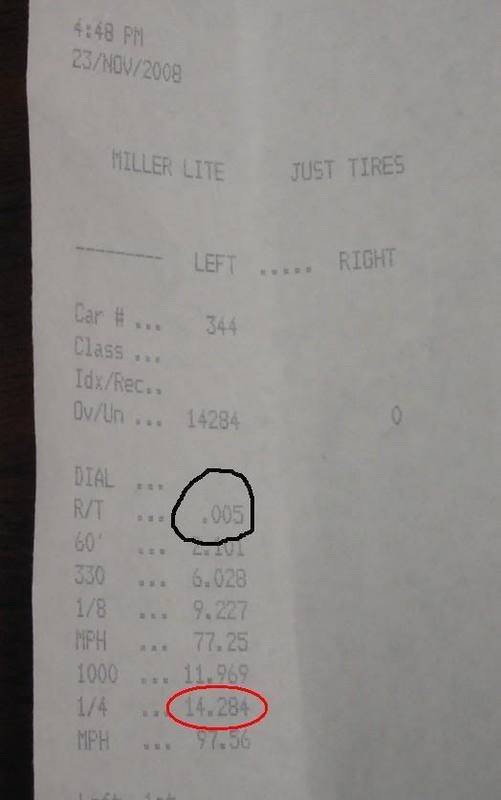 4:48 PM
23/NOV/2008
MILLER LITE JUST TIRES
--------- LEFT ..... RIGHT
Car # ... 344
Class ...
Idx/Rec..
Ov/Un ... 14284 0
DIAL ...
R/T ... .005
60' ... 2.101
330 ... 6.028
1/8 ... 9.227
MPH ... 77.25
1000 ... 11.969
1/4 ... 14.284
MPH ... 97.56